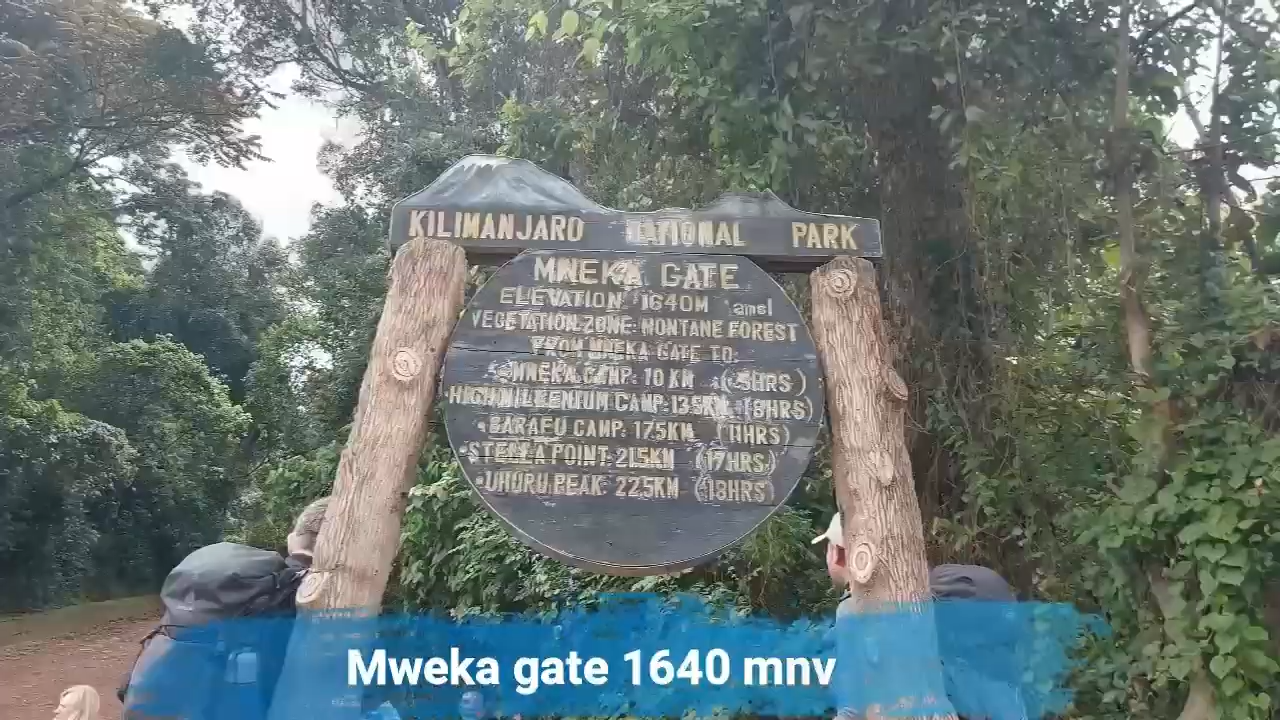 KILIMANJARO NATIONAL PARK
MWEKA GATE
ELEVATION 1640M amsl
VEGETATION ZONE: MONTANE FOREST
FROM MWEKA GATE TO:
MWEKA CAMP: 10 KM (5HRS)
HIGH MILLENIUM CAMP: 13.5KM (8HRS)
BARAFU CAMP: 17.5KM (11HRS)
STELLA POINT: 21.5KM (17HRS)
UHURU PEAK: 22.5KM (18HRS)
Mweka gate 1640 mnv